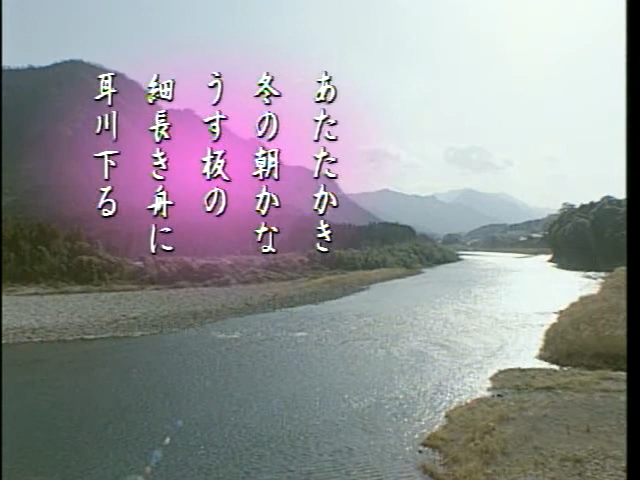 あたたかき
冬の朝かな
うす板の
細長き舟に
耳川下る